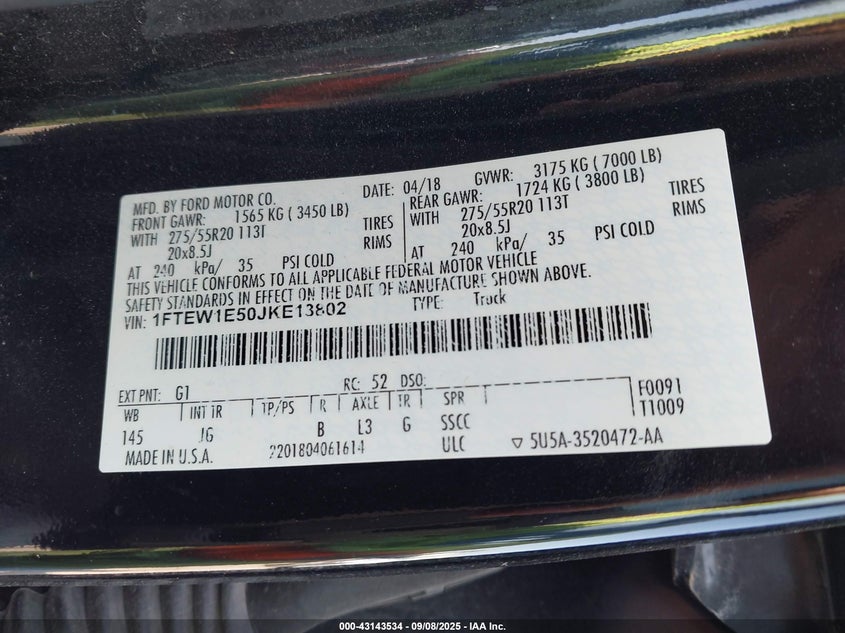 MFD. BY FORD MOTOR CO. DATE: 04/18 GVWR: 3175 KG ( 7000 LB)
FRONT GAWR: 1565 KG ( 3450 LB) REAR GAWR: 1724 KG ( 3800 LB)
WITH 275/55R20 113T TIRES WITH 275/55R20 113T TIRES
20x8.5J RIMS 20x8.5J RIMS
AT 240 kPa/ 35 PSI COLD AT 240 kPa/ 35 PSI COLD
THIS VEHICLE CONFORMS TO ALL APPLICABLE FEDERAL MOTOR VEHICLE
SAFETY STANDARDS IN EFFECT ON THE DATE OF MANUFACTURE SHOWN ABOVE.
VIN: 1FTEW1E50JKE13802 TYPE: Truck
EXT PNT: G1 RC: 52 DSO: F0091
WB INT TR TP/PS R AXLE TR SPR T1009
145 JG B L3 G SSCC
MADE IN U.S.A. 2201804061614 ULC ▽ 5U5A-3520472-AA
000-43143534 - 09/08/2025 - IAA Inc.